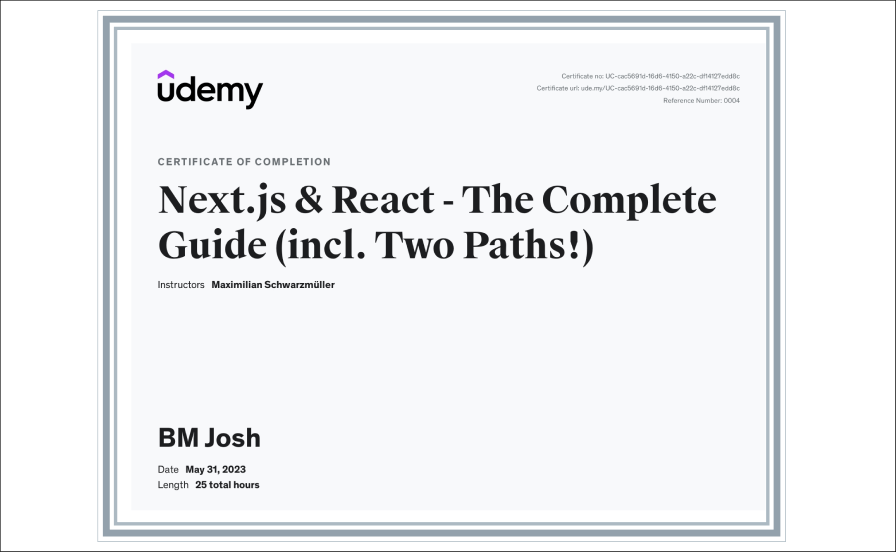 udemy
Certificate no: UC-cac5691d-16d6-4150-a22c-df14127edd8c
Certificate url: ude.my/UC-cac5691d-16d6-4150-a22c-df14127edd8c
Reference Number: 0004
CERTIFICATE OF COMPLETION
Next.js & React - The Complete
Guide (incl. Two Paths!)
Instructors Maximilian Schwarzmüller
BM Josh
Date May 31, 2023
Length 25 total hours